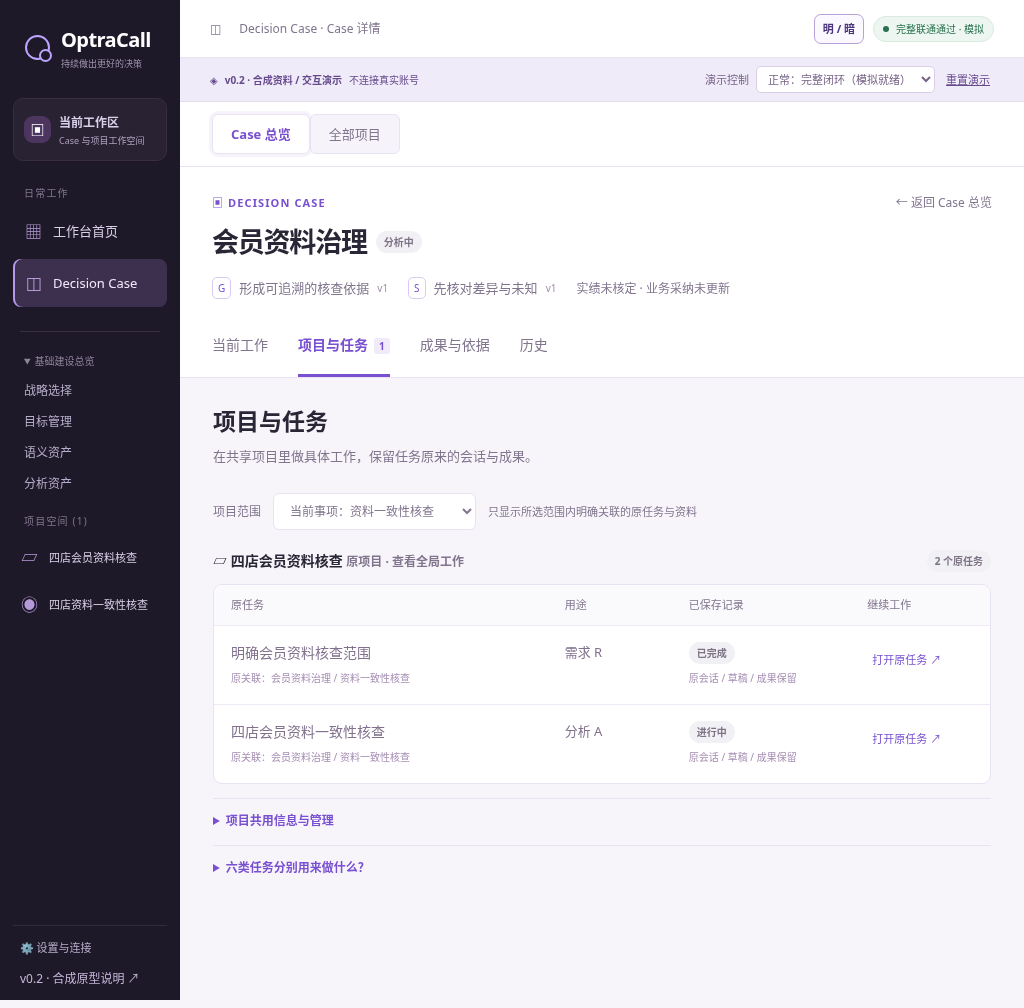 OptraCall
持续做出更好的决策
当前工作区
Case 与项目工作空间
日常工作
工作台首页
Decision Case
▼ 基础建设总览
战略选择
目标管理
语义资产
分析资产
项目空间 (1)
四店会员资料核查
四店资料一致性核查
⚙️ 设置与连接
v0.2 · 合成原型说明 ↗
Decision Case · Case 详情
明 / 暗
完整联通通过 · 模拟
◈ v0.2 · 合成资料 / 交互演示 不连接真实账号
演示控制 正常：完整闭环（模拟就绪） 重置演示
Case 总览 全部项目
DECISION CASE
← 返回 Case 总览
会员资料治理 分析中
G 形成可追溯的核查依据 v1 S 先核对差异与未知 v1 实绩未核定 · 业务采纳未更新
当前工作 项目与任务 1 成果与依据 历史
项目与任务
在共享项目里做具体工作，保留任务原来的会话与成果。
项目范围 当前事项：资料一致性核查 只显示所选范围内明确关联的原任务与资料
四店会员资料核查 原项目 · 查看全局工作 2 个原任务
原任务 用途 已保存记录 继续工作
明确会员资料核查范围 需求 R 已完成 打开原任务 ↗
原关联：会员资料治理 / 资料一致性核查 原会话 / 草稿 / 成果保留
四店会员资料一致性核查 分析 A 进行中 打开原任务 ↗
原关联：会员资料治理 / 资料一致性核查 原会话 / 草稿 / 成果保留
▶ 项目共用信息与管理
▶ 六类任务分别用来做什么?